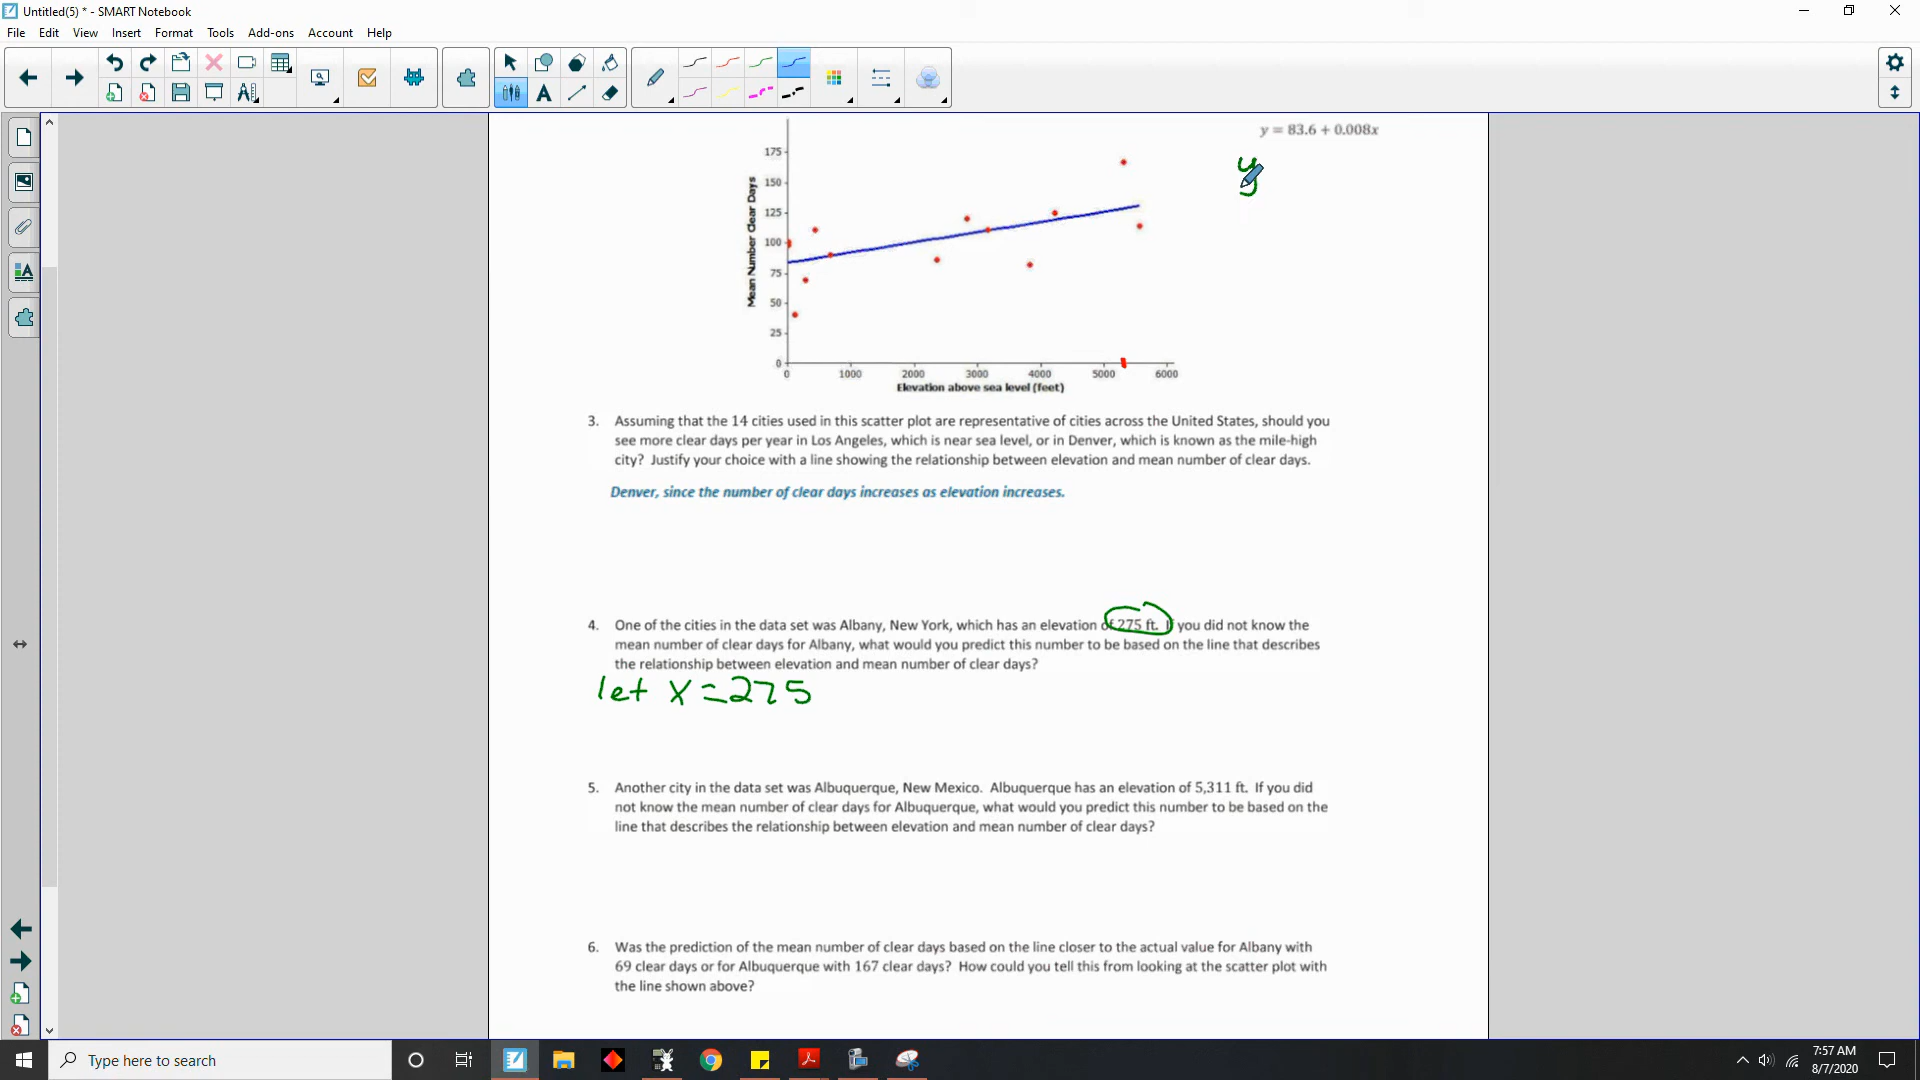 Untitled(5) * - SMART Notebook
File Edit View Insert Format Tools Add-ons Account Help
y = 83.6 + 0.008x
y
175
150
125
100
75
50
25
0
Mean Number Clear Days
0 1000 2000 3000 4000 5000 6000
Elevation above sea level (feet)
3. Assuming that the 14 cities used in this scatter plot are representative of cities across the United States, should you
see more clear days per year in Los Angeles, which is near sea level, or in Denver, which is known as the mile-high
city? Justify your choice with a line showing the relationship between elevation and mean number of clear days.
Denver, since the number of clear days increases as elevation increases.
4. One of the cities in the data set was Albany, New York, which has an elevation of 275 ft. If you did not know the
mean number of clear days for Albany, what would you predict this number to be based on the line that describes
the relationship between elevation and mean number of clear days?
let x = 275
5. Another city in the data set was Albuquerque, New Mexico. Albuquerque has an elevation of 5,311 ft. If you did
not know the mean number of clear days for Albuquerque, what would you predict this number to be based on the
line that describes the relationship between elevation and mean number of clear days?
6. Was the prediction of the mean number of clear days based on the line closer to the actual value for Albany with
69 clear days or for Albuquerque with 167 clear days? How could you tell this from looking at the scatter plot with
the line shown above?
Type here to search
7:57 AM
8/7/2020